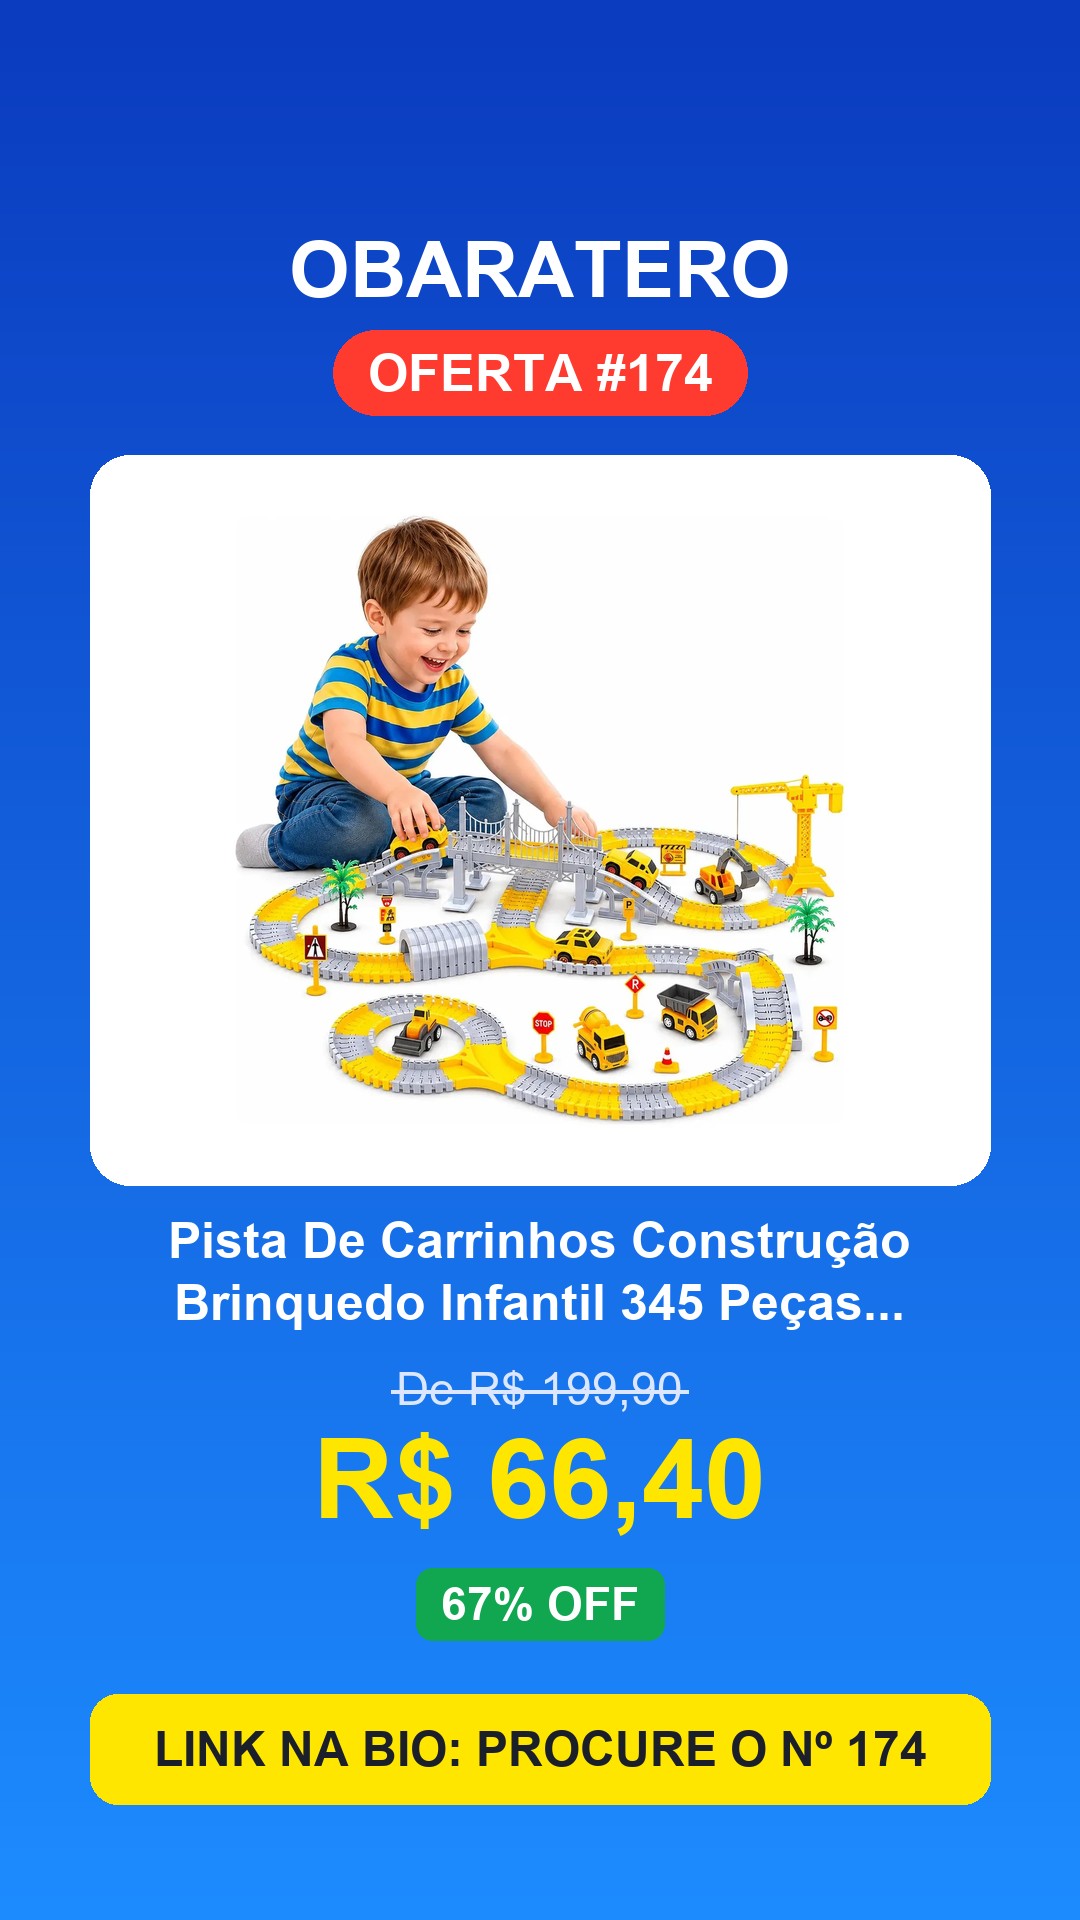 OBARATERO
OFERTA #174
P
R
STOP
Pista De Carrinhos Construção
Brinquedo Infantil 345 Peças...
De R$ 199,90
R$ 66,40
67% OFF
LINK NA BIO: PROCURE O Nº 174